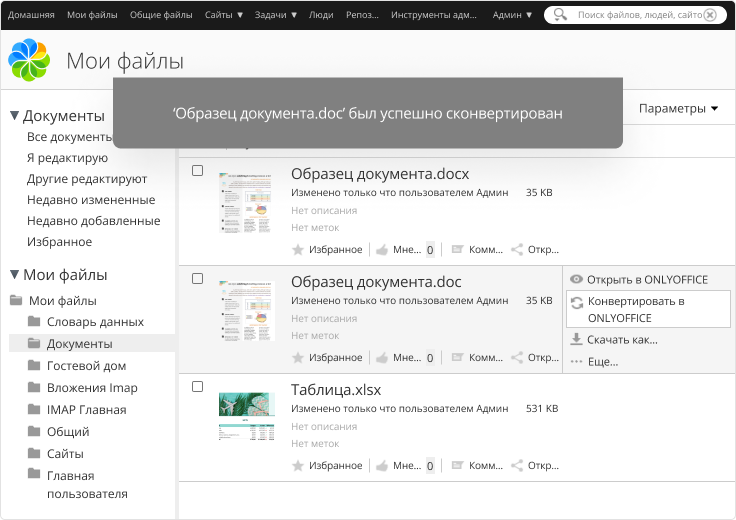 Домашняя Мои файлы Общие файлы Сайты ▼ Задачи ▼ Люди Репоз... Инструменты адм... Админ ▼ Поиск файлов, людей, сайто
Мои файлы
‘Образец документа.doc’ был успешно сконвертирован
Параметры
Документы
Все документы
Я редактирую
Другие редактируют
Недавно измененные
Недавно добавленные
Избранное
Мои файлы
Мои файлы
Словарь данных
Документы
Гостевой дом
Вложения Imap
IMAP Главная
Общий
Сайты
Главная
пользователя
Образец документа.docx
Изменено только что пользователем Админ 35 KB
Нет описания
Нет меток
Избранное Мне... 0 Комм... Откр...
Образец документа.doc
Изменено только что пользователем Админ 35 KB
Нет описания
Нет меток
Избранное Мне... 0 Комм... Откр...
Открыть в ONLYOFFICE
Конвертировать в
ONLYOFFICE
Скачать как...
Еще...
Таблица.xlsx
Изменено только что пользователем Админ 531 KB
Нет описания
Нет меток
Избранное Мне... 0 Комм... Откр...